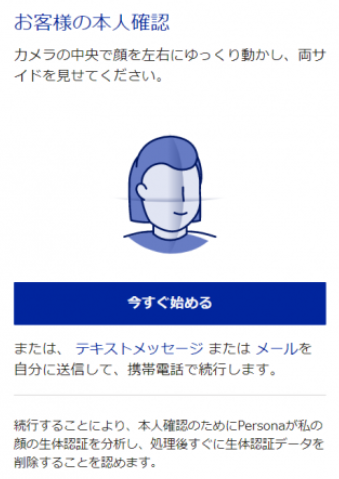 お客様の本人確認
カメラの中央で顔を左右にゆっくり動かし、両サ
イドを見せてください。
今すぐ始める
または、 テキストメッセージ または メールを
自分に送信して、携帯電話で続行します。
続行することにより、本人確認のためにPersonaが私の
顔の生体認証を分析し、処理後すぐに生体認証データを
削除することを認めます。